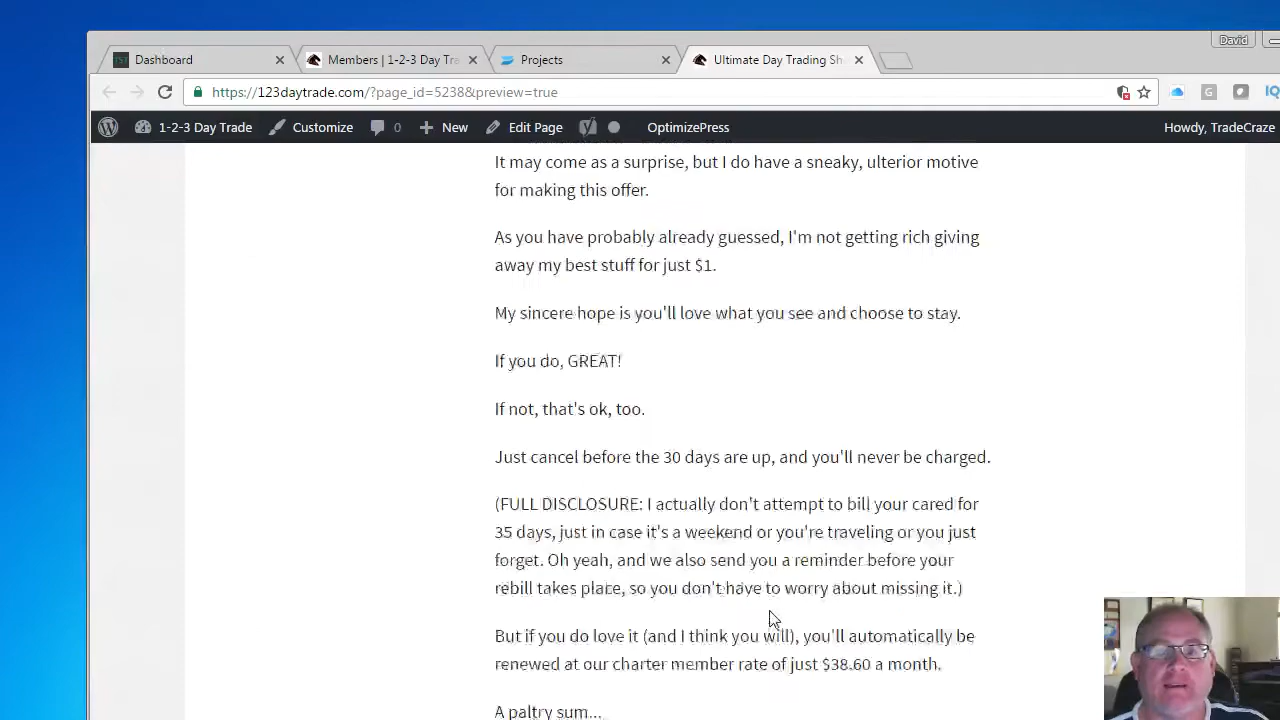 David
Dashboard
Members | 1-2-3 Day Tra
Projects
Ultimate Day Trading Sh
https://123daytrade.com/?page_id=5238&preview=true
G
IQ
1-2-3 Day Trade
Customize
0
New
Edit Page
OptimizePress
Howdy, TradeCraze
It may come as a surprise, but I do have a sneaky, ulterior motive
for making this offer.
As you have probably already guessed, I'm not getting rich giving
away my best stuff for just $1.
My sincere hope is you'll love what you see and choose to stay.
If you do, GREAT!
If not, that's ok, too.
Just cancel before the 30 days are up, and you'll never be charged.
(FULL DISCLOSURE: I actually don't attempt to bill your cared for
35 days, just in case it's a weekend or you're traveling or you just
forget. Oh yeah, and we also send you a reminder before your
rebill takes place, so you don't have to worry about missing it.)
But if you do love it (and I think you will), you'll automatically be
renewed at our charter member rate of just $38.60 a month.
A paltry sum...